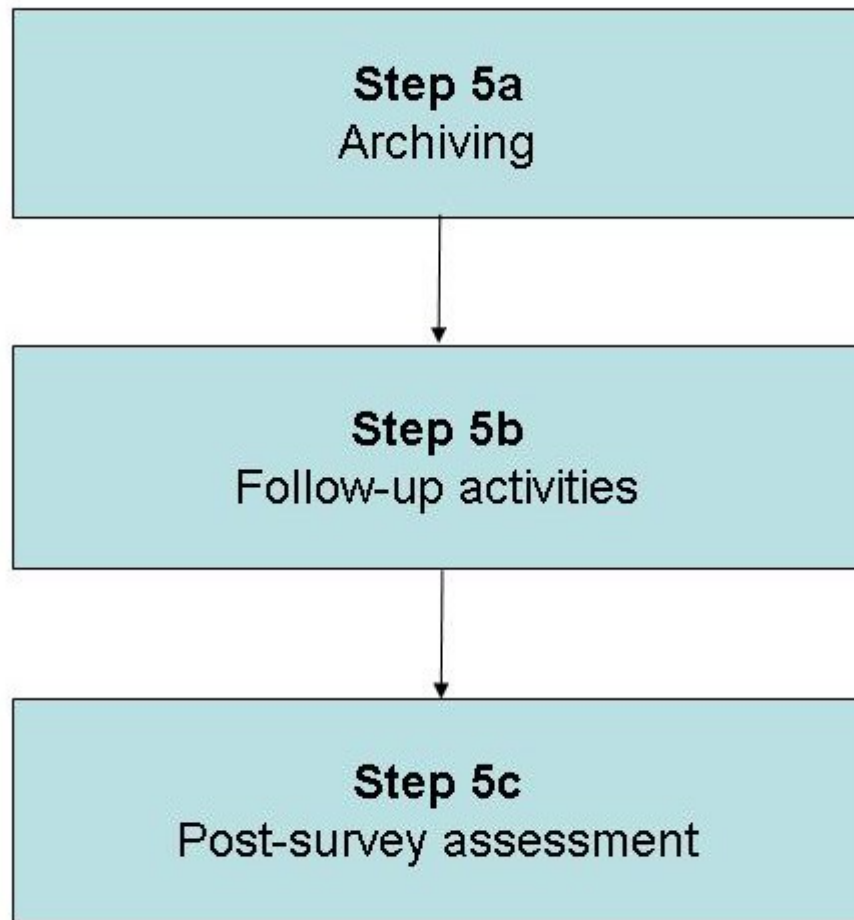 Step 5a
Archiving
Step 5b
Follow-up activities
Step 5c
Post-survey assessment